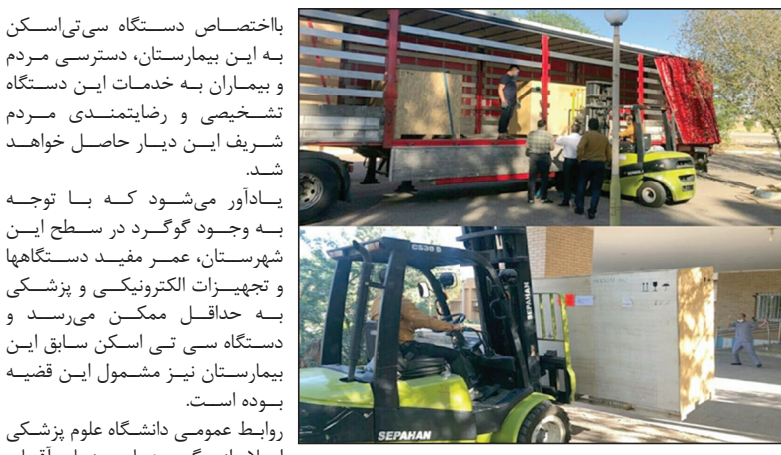 بااختصاص دستگاه سی‌تی‌اسکن
به این بیمارستان، دسترسی مردم
و بیماران به خدمات این دستگاه
تشخیصی و رضایتمندی مردم
شریف این دیار حاصل خواهد
شد.
یادآور می‌شود که با توجه
به وجود گوگرد در سطح این
شهرستان، عمر مفید دستگاهها
و تجهیزات الکترونیکی و پزشکی
به حداقل ممکن می‌رسد و
دستگاه سی تی اسکن سابق این
بیمارستان نیز مشمول این قضیه
بوده است.
روابط عمومی دانشگاه علوم پزشکی
CS30 S
SEPAHAN
SEPAHAN